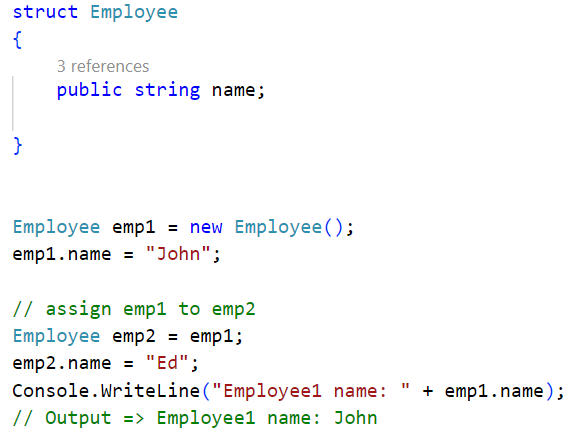 struct Employee
{
3 references
public string name;
}
Employee emp1 = new Employee();
emp1.name = "John";
// assign emp1 to emp2
Employee emp2 = emp1;
emp2.name = "Ed";
Console.WriteLine("Employee1 name: " + emp1.name);
// Output => Employee1 name: John